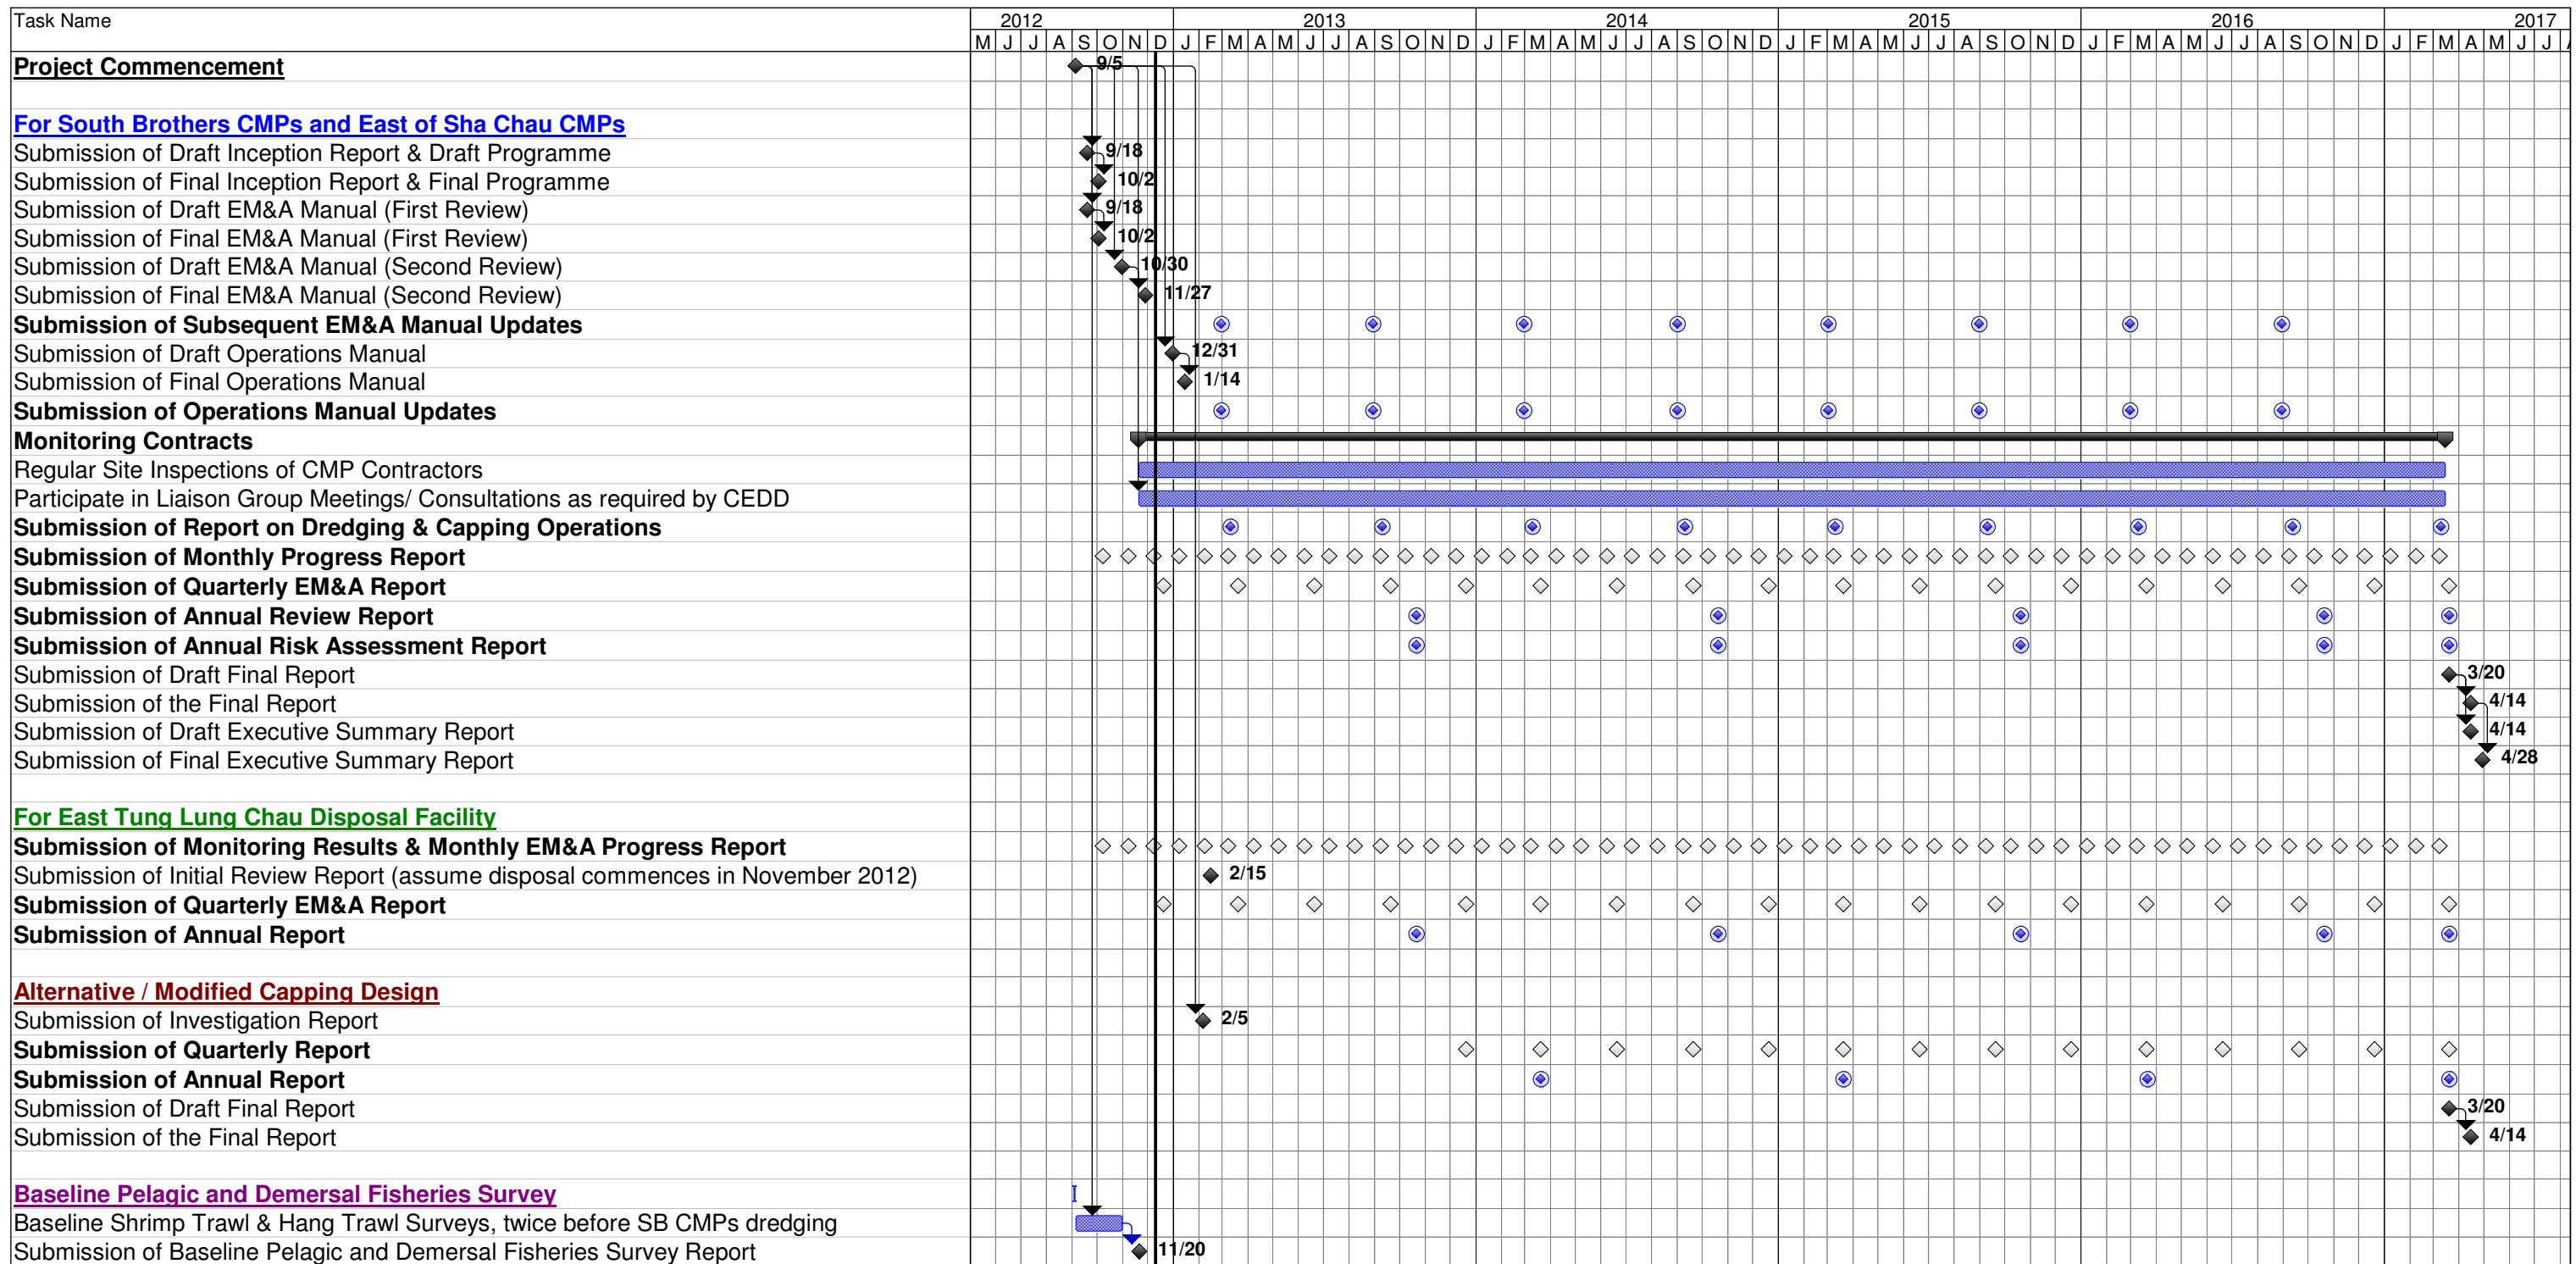 Task Name 2012 2013 2014 2015 2016 2017
M J J A S O N D J F M A M J J A S O N D J F M A M J J A S O N D J F M A M J J A S O N D J F M A M J J A S O N D J F M A M J J
Project Commencement 9/5
For South Brothers CMPs and East of Sha Chau CMPs
Submission of Draft Inception Report & Draft Programme 9/18
Submission of Final Inception Report & Final Programme 10/2
Submission of Draft EM&A Manual (First Review) 9/18
Submission of Final EM&A Manual (First Review) 10/2
Submission of Draft EM&A Manual (Second Review) 10/30
Submission of Final EM&A Manual (Second Review) 11/27
Submission of Subsequent EM&A Manual Updates
Submission of Draft Operations Manual 12/31
Submission of Final Operations Manual 1/14
Submission of Operations Manual Updates
Monitoring Contracts
Regular Site Inspections of CMP Contractors
Participate in Liaison Group Meetings/ Consultations as required by CEDD
Submission of Report on Dredging & Capping Operations
Submission of Monthly Progress Report
Submission of Quarterly EM&A Report
Submission of Annual Review Report
Submission of Annual Risk Assessment Report
Submission of Draft Final Report 3/20
Submission of the Final Report 4/14
Submission of Draft Executive Summary Report 4/14
Submission of Final Executive Summary Report 4/28
For East Tung Lung Chau Disposal Facility
Submission of Monitoring Results & Monthly EM&A Progress Report
Submission of Initial Review Report (assume disposal commences in November 2012) 2/15
Submission of Quarterly EM&A Report
Submission of Annual Report
Alternative / Modified Capping Design
Submission of Investigation Report 2/5
Submission of Quarterly Report
Submission of Annual Report
Submission of Draft Final Report 3/20
Submission of the Final Report 4/14
Baseline Pelagic and Demersal Fisheries Survey
Baseline Shrimp Trawl & Hang Trawl Surveys, twice before SB CMPs dredging
Submission of Baseline Pelagic and Demersal Fisheries Survey Report 11/20